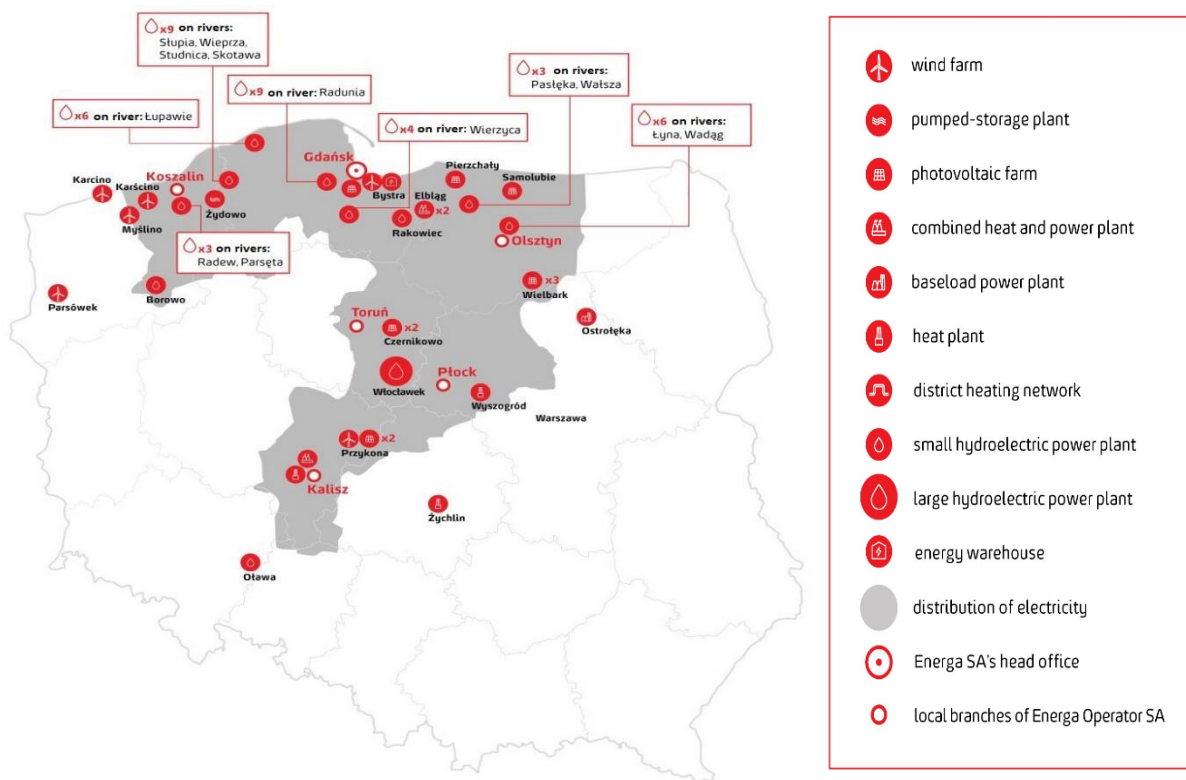 x9 on rivers:
Słupia, Wieprza,
Studnica, Skotawa
x9 on river: Radunia
x3 on rivers:
Pasłęka, Wałsza
x6 on river: Łupawie
x4 on river: Wierzyca
x6 on rivers:
Łyna, Wadąg
Gdańsk
Pierzchały
Koszalin
Karcino
Karścino
Bystra
Elbląg
Samolubie
x2
Żydowo
Myślino
Rakowiec
Olsztyn
x3 on rivers:
Radew, Parsęta
x3
Wielbark
Borowo
Parsówek
Toruń
x2
Czernikowo
Ostrołęka
Płock
Włocławek
Wyszogród
Warszawa
x2
Przykona
Kalisz
Żychlin
Oława
wind farm
pumped-storage plant
photovoltaic farm
combined heat and power plant
baseload power plant
heat plant
district heating network
small hydroelectric power plant
large hydroelectric power plant
energy warehouse
distribution of electricity
Energa SA's head office
local branches of Energa Operator SA